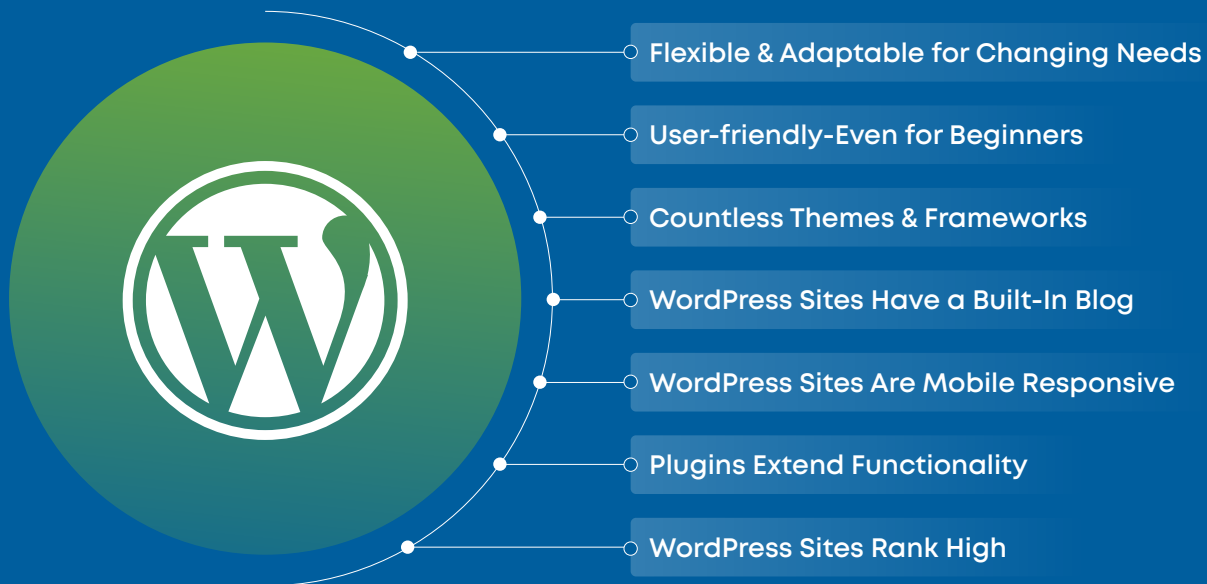 Flexible & Adaptable for Changing Needs
User-friendly-Even for Beginners
Countless Themes & Frameworks
WordPress Sites Have a Built-In Blog
WordPress Sites Are Mobile Responsive
Plugins Extend Functionality
WordPress Sites Rank High